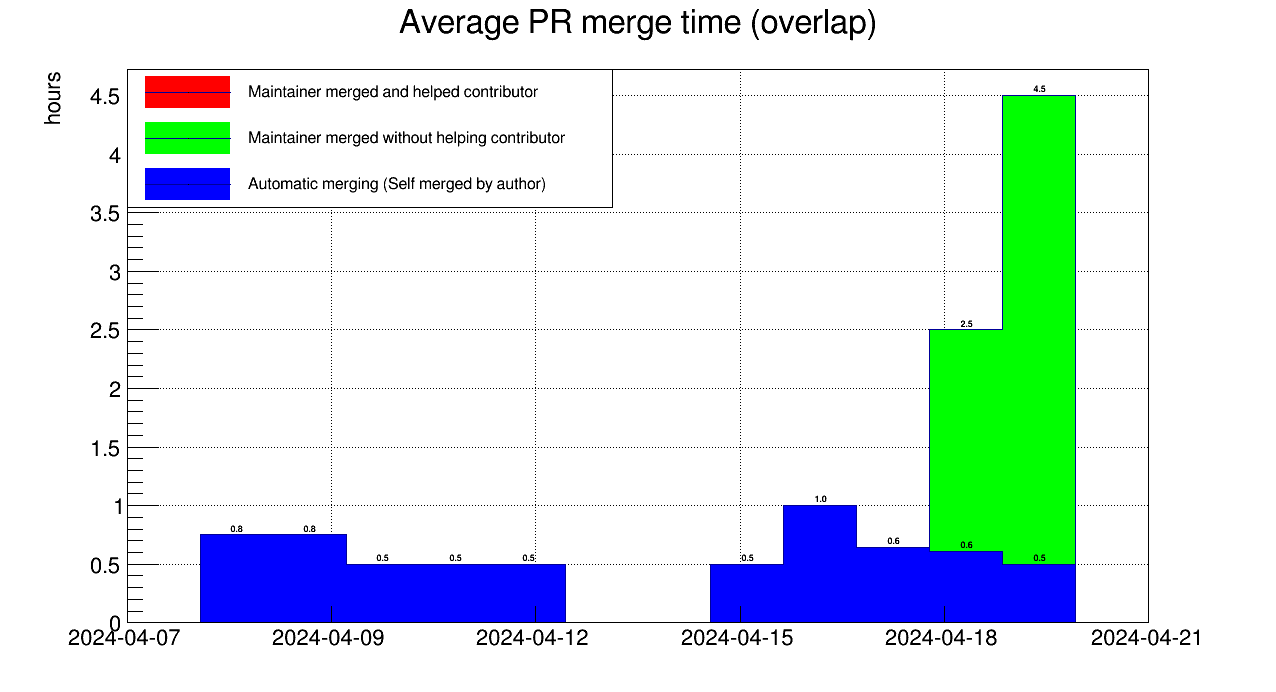 Average PR merge time (overlap)
hours
Maintainer merged and helped contributor
Maintainer merged without helping contributor
Automatic merging (Self merged by author)
4.5
4
3.5
3
2.5
2
1.5
1
0.5
0
4.5
2.5
1.0
0.8 0.8 0.5 0.5 0.5 0.5 0.6 0.6 0.5
2024-04-07 2024-04-09 2024-04-12 2024-04-15 2024-04-18 2024-04-21